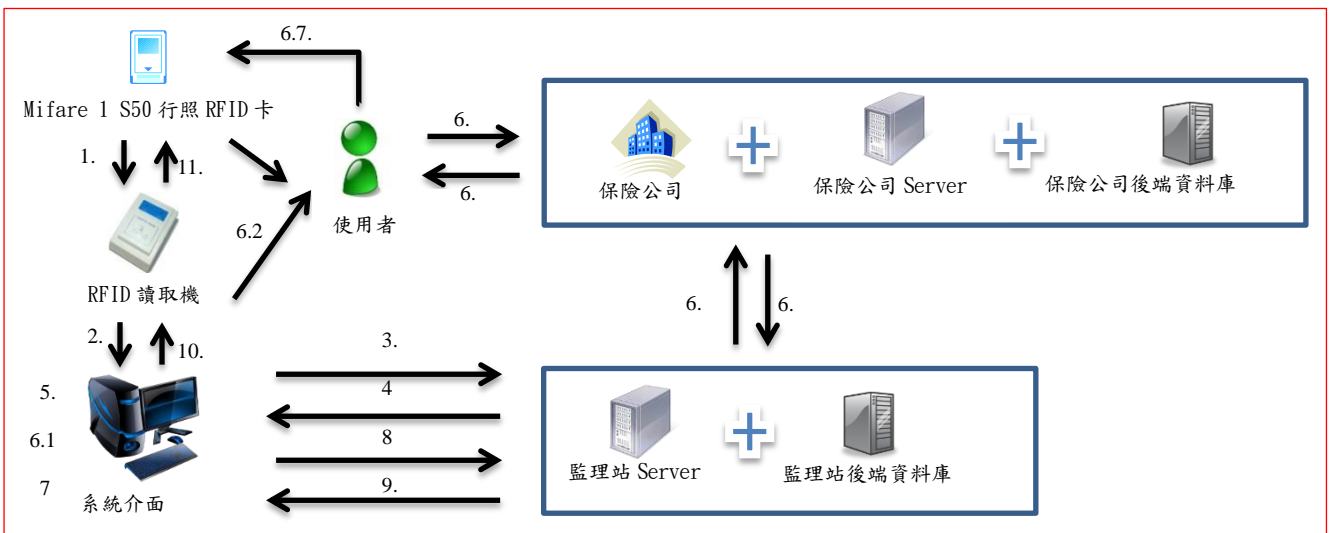 6.7.
Mifare 1 S50 行照 RFID 卡
1.
11.
6.2
使用者
6.
6.
保險公司
保險公司 Server
保險公司後端資料庫
RFID 讀取機
2.
10.
3.
4
8
9.
5.
6.1
7
系統介面
6.
6.
監理站 Server
監理站後端資料庫